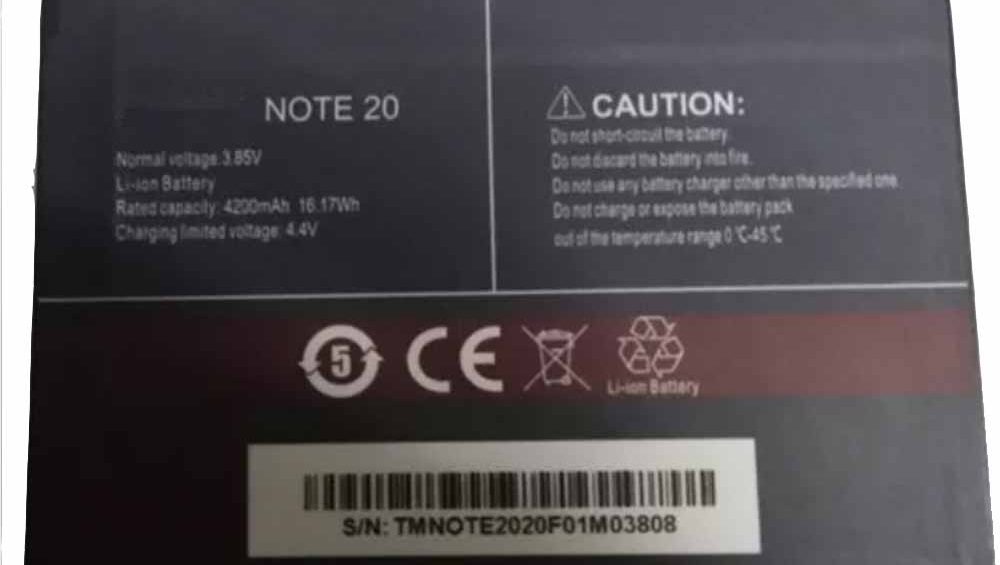 NOTE 20
Normal voltage:3.85V
Li-ion Battery
Rated capacity: 4200mAh 16.17Wh
Charging limited voltage: 4.4V
CAUTION:
Do not short-circuit the battery.
Do not discard the battery into fire.
Do not use any battery charger other than the specified one.
Do not charge or expose the battery pack
out of the temperature range 0℃-45℃
5
CE
Li-ion Battery
S/N: TMNOTE2020F01M03808